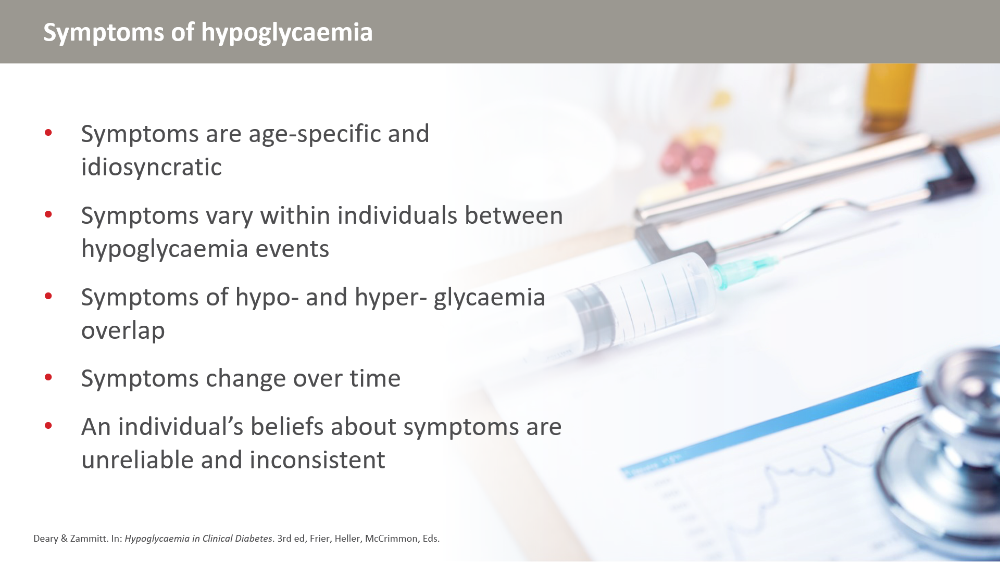 Symptoms of hypoglycaemia
• Symptoms are age-specific and
idiosyncratic
• Symptoms vary within individuals between
hypoglycaemia events
• Symptoms of hypo- and hyper- glycaemia
overlap
• Symptoms change over time
• An individual’s beliefs about symptoms are
unreliable and inconsistent
Deary & Zammitt. In: Hypoglycaemia in Clinical Diabetes. 3rd ed, Frier, Heller, McCrimmon, Eds.